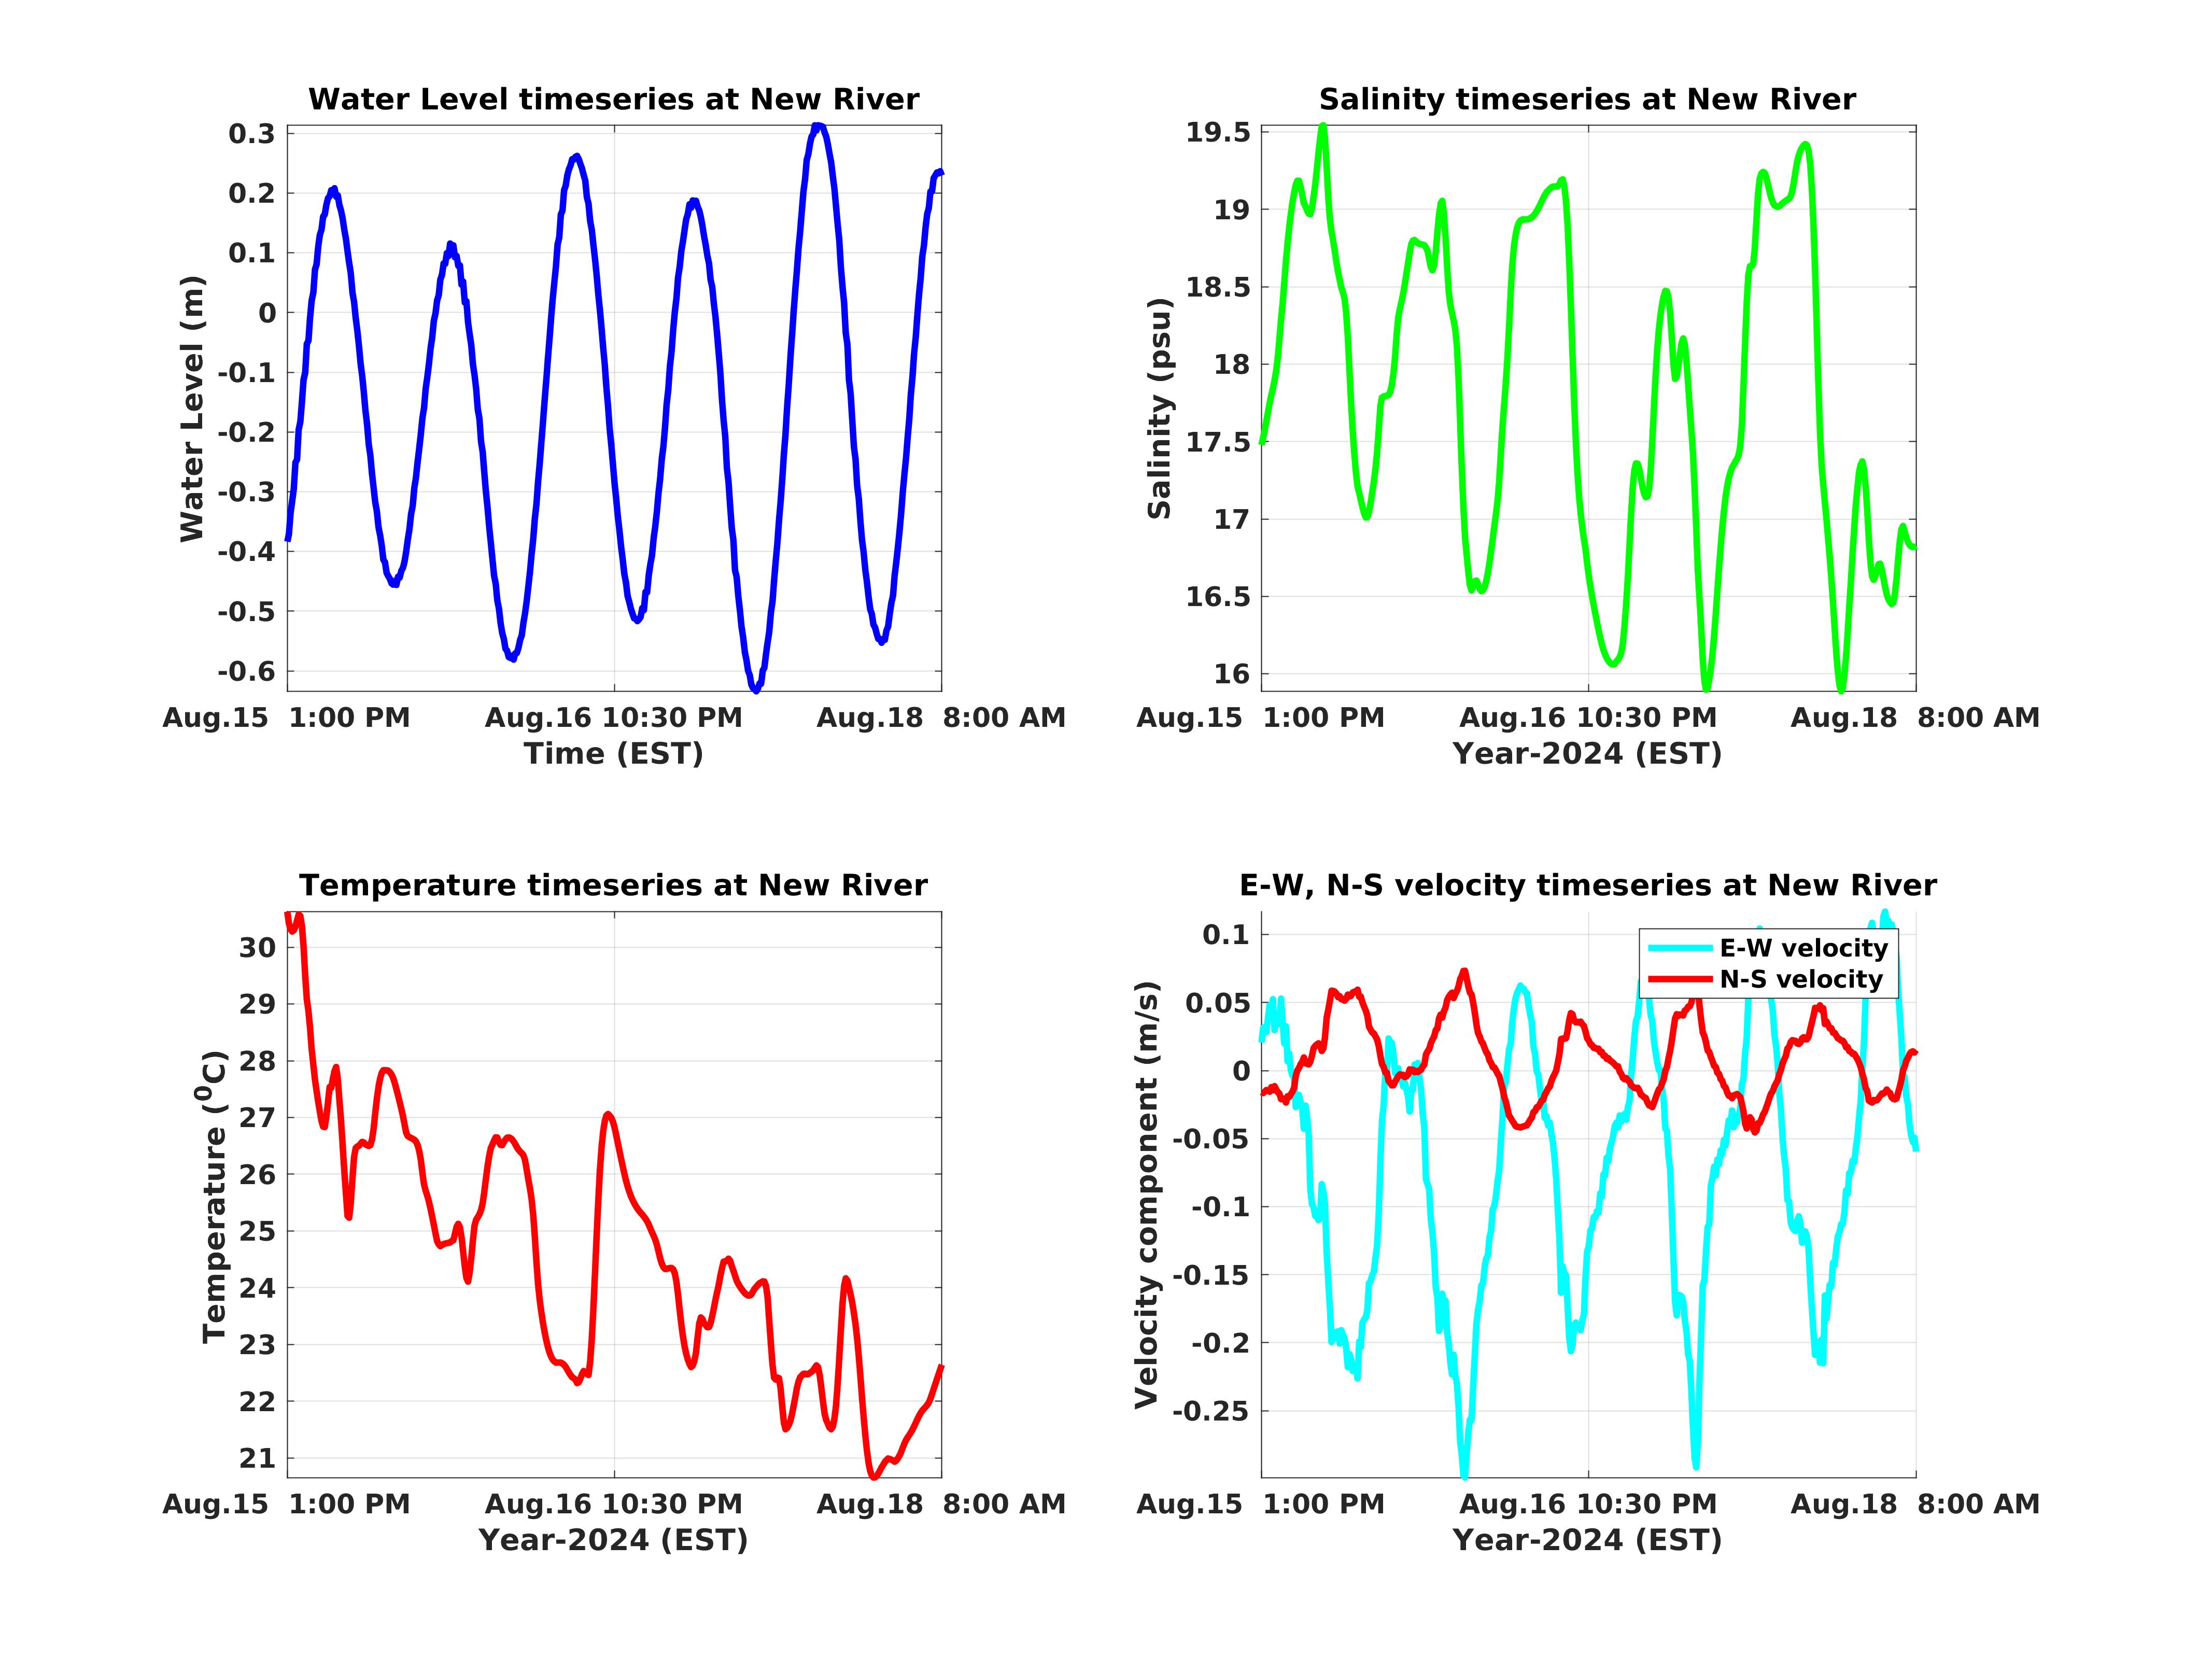 Water Level timeseries at New River
Water Level (m)
0.3
0.2
0.1
0
-0.1
-0.2
-0.3
-0.4
-0.5
-0.6
Aug.15 1:00 PM Aug.16 10:30 PM Aug.18 8:00 AM
Time (EST)
Salinity timeseries at New River
Salinity (psu)
19.5
19
18.5
18
17.5
17
16.5
16
Aug.15 1:00 PM Aug.16 10:30 PM Aug.18 8:00 AM
Year-2024 (EST)
Temperature timeseries at New River
Temperature (⁰C)
30
29
28
27
26
25
24
23
22
21
Aug.15 1:00 PM Aug.16 10:30 PM Aug.18 8:00 AM
Year-2024 (EST)
E-W, N-S velocity timeseries at New River
Velocity component (m/s)
0.1
0.05
0
-0.05
-0.1
-0.15
-0.2
-0.25
E-W velocity
N-S velocity
Aug.15 1:00 PM Aug.16 10:30 PM Aug.18 8:00 AM
Year-2024 (EST)